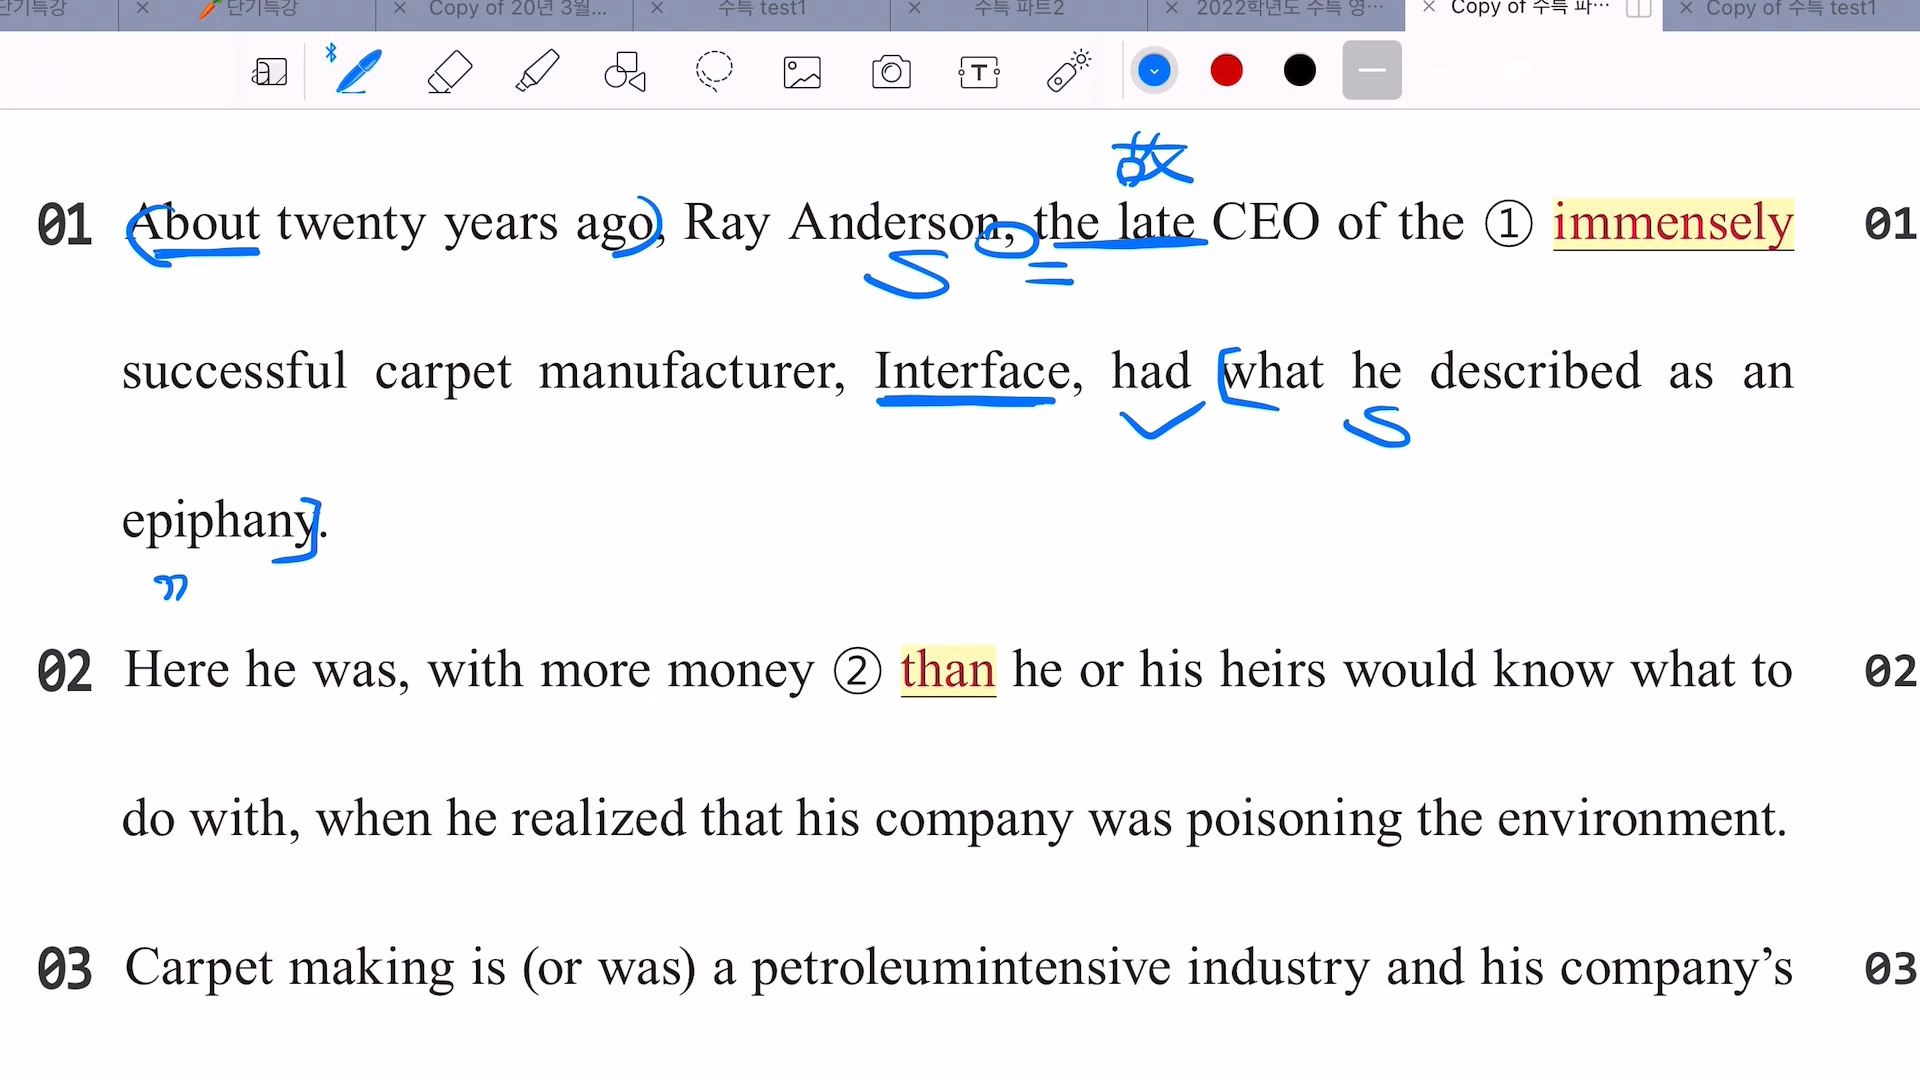 단기특강
단기특강
Copy of 20년 3월...
수특 test1
수특 파트2
2022학년도 수특 영...
Copy of 수특 파...
Copy of 수특 test1
故
01 About twenty years ago, Ray Anderson, the late CEO of the ① immensely 01
S =
successful carpet manufacturer, Interface, had [what he described as an
S
epiphany].
"
02 Here he was, with more money ② than he or his heirs would know what to 02
do with, when he realized that his company was poisoning the environment.
03 Carpet making is (or was) a petroleumintensive industry and his company’s 03